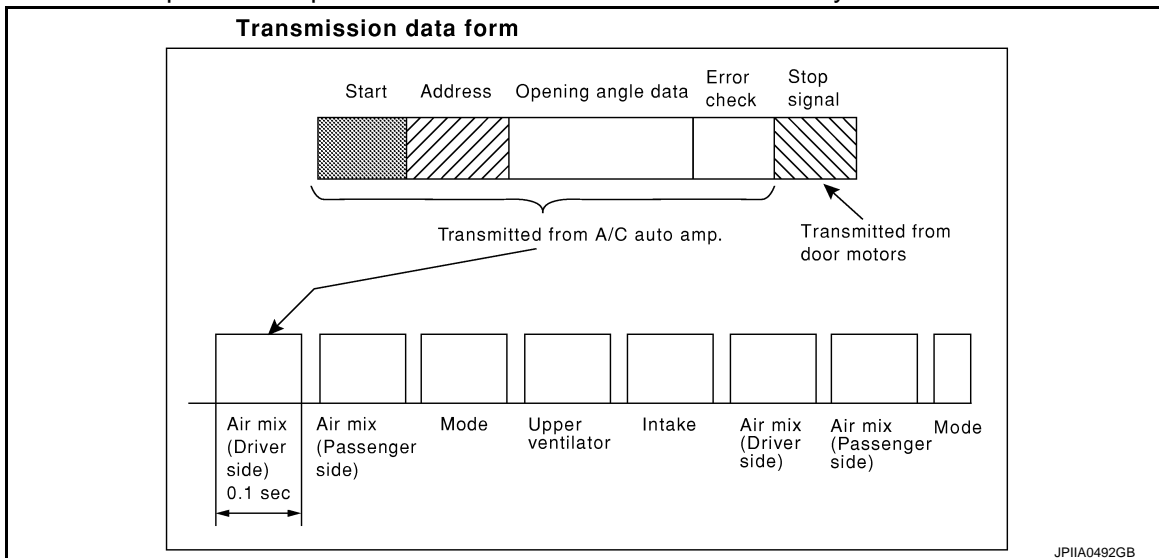 Transmission data form
Start Address Opening angle data Error check Stop signal
Transmitted from A/C auto amp.
Transmitted from door motors
Air mix (Driver side) 0.1 sec
Air mix (Passenger side)
Mode
Upper ventilator
Intake
Air mix (Driver side)
Air mix (Passenger side)
Mode
JPIIA0492GB